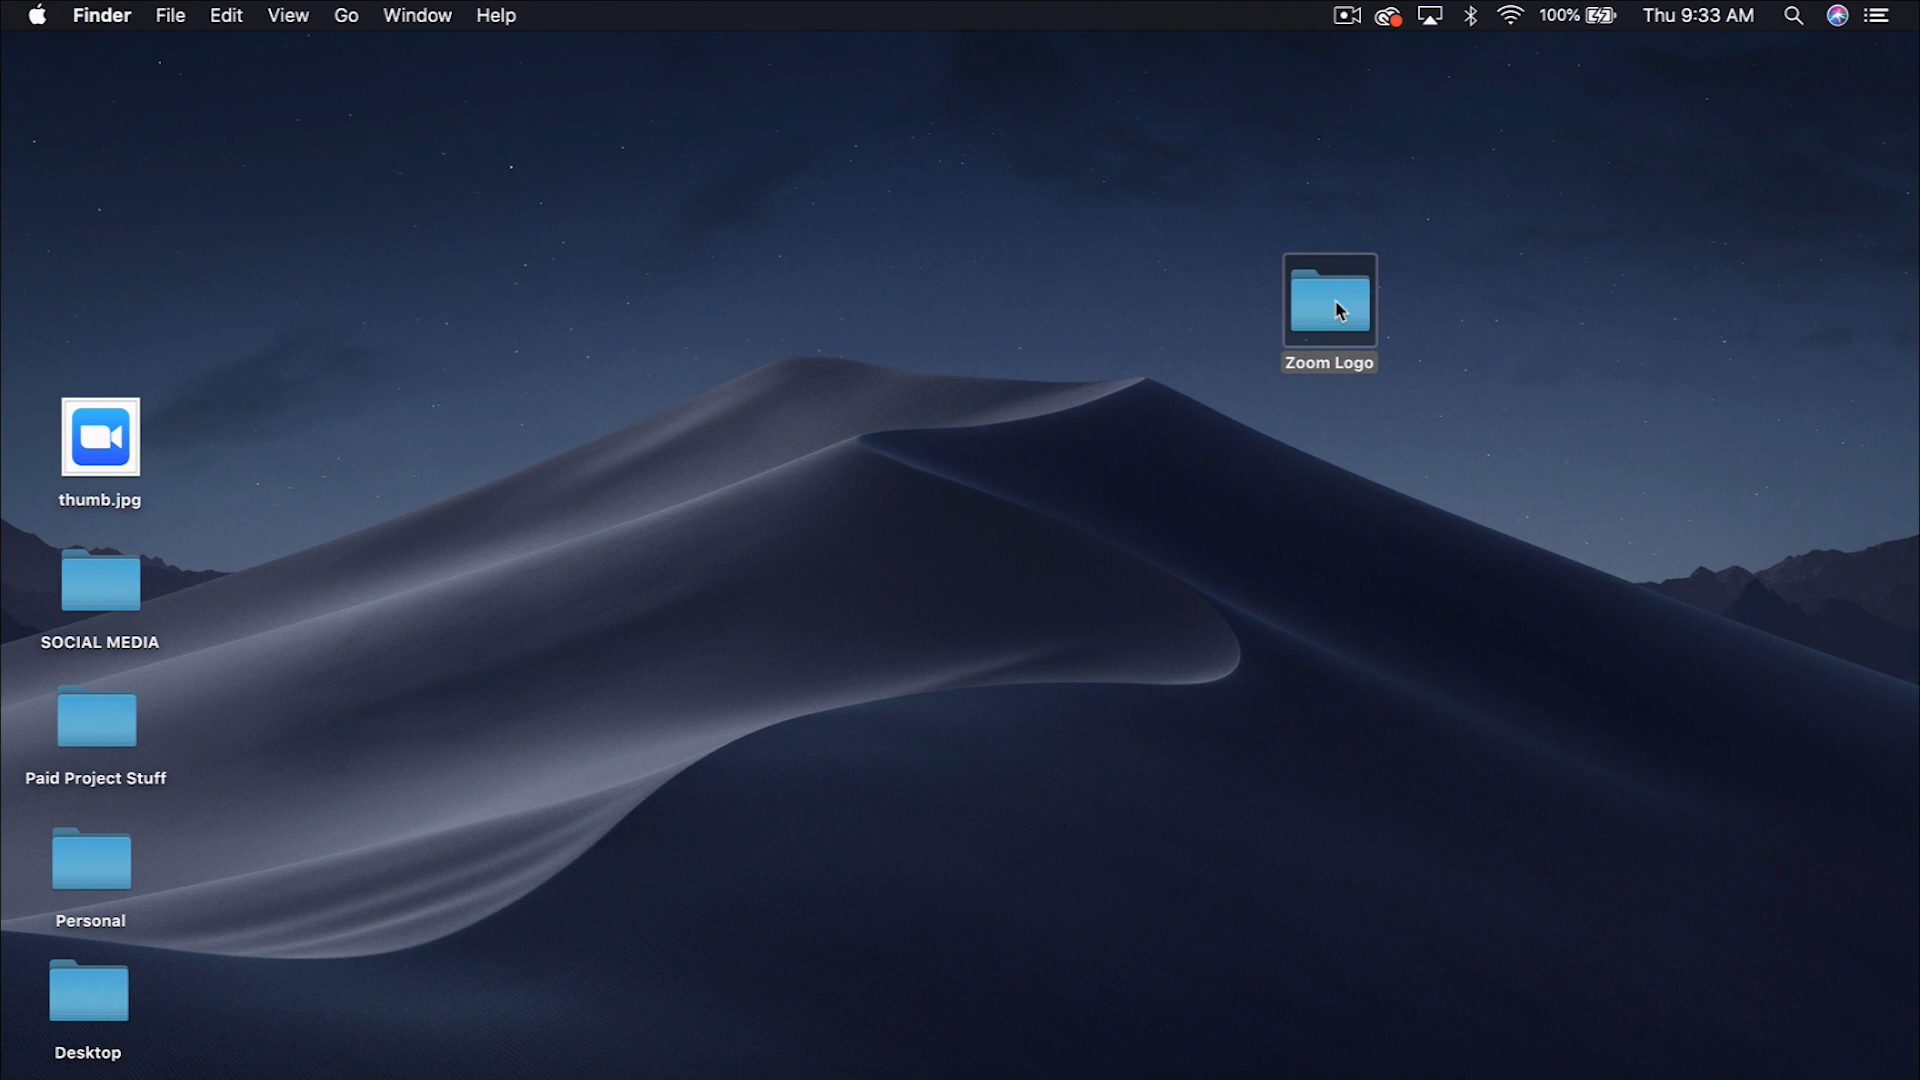 Finder File Edit View Go Window Help 100% Thu 9:33 AM
Zoom Logo
thumb.jpg
SOCIAL MEDIA
Paid Project Stuff
Personal
Desktop